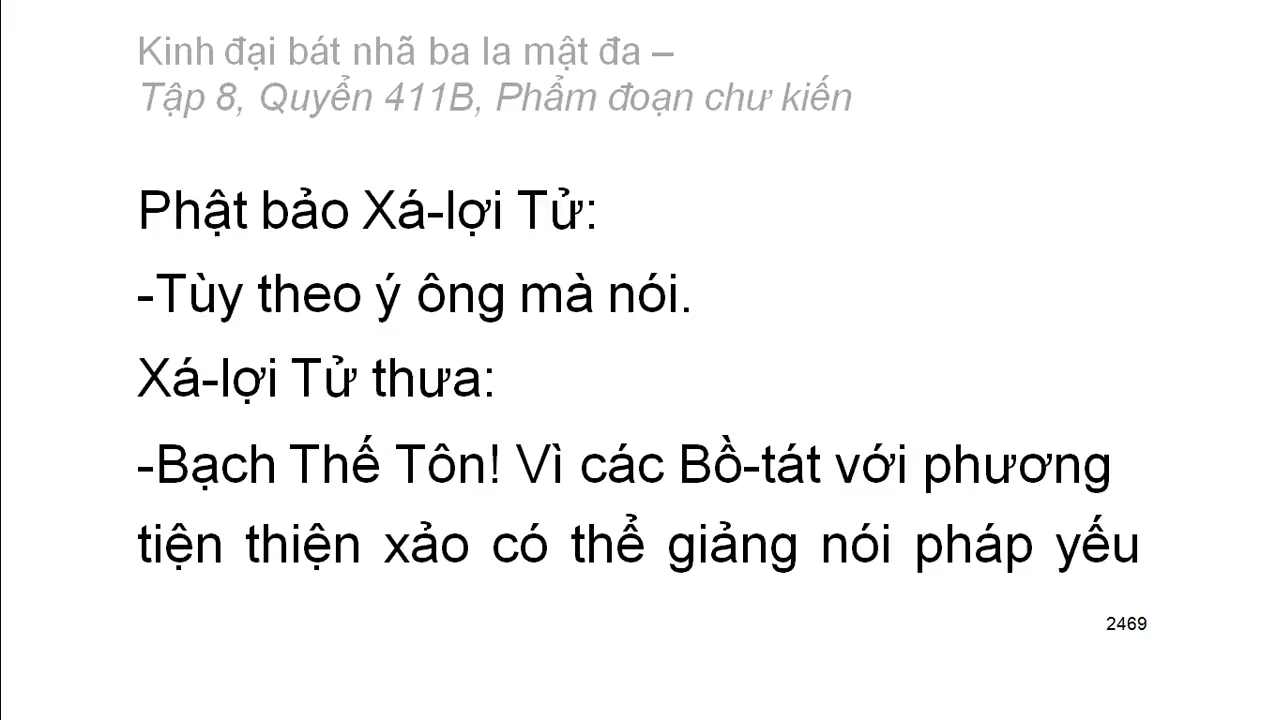 Kinh đại bát nhã ba la mật đa –
Tập 8, Quyển 411B, Phẩm đoạn chư kiến
Phật bảo Xá-lợi Tử:
-Tùy theo ý ông mà nói.
Xá-lợi Tử thưa:
-Bạch Thế Tôn! Vì các Bồ-tát với phương
tiện thiện xảo có thể giảng nói pháp yếu
2469